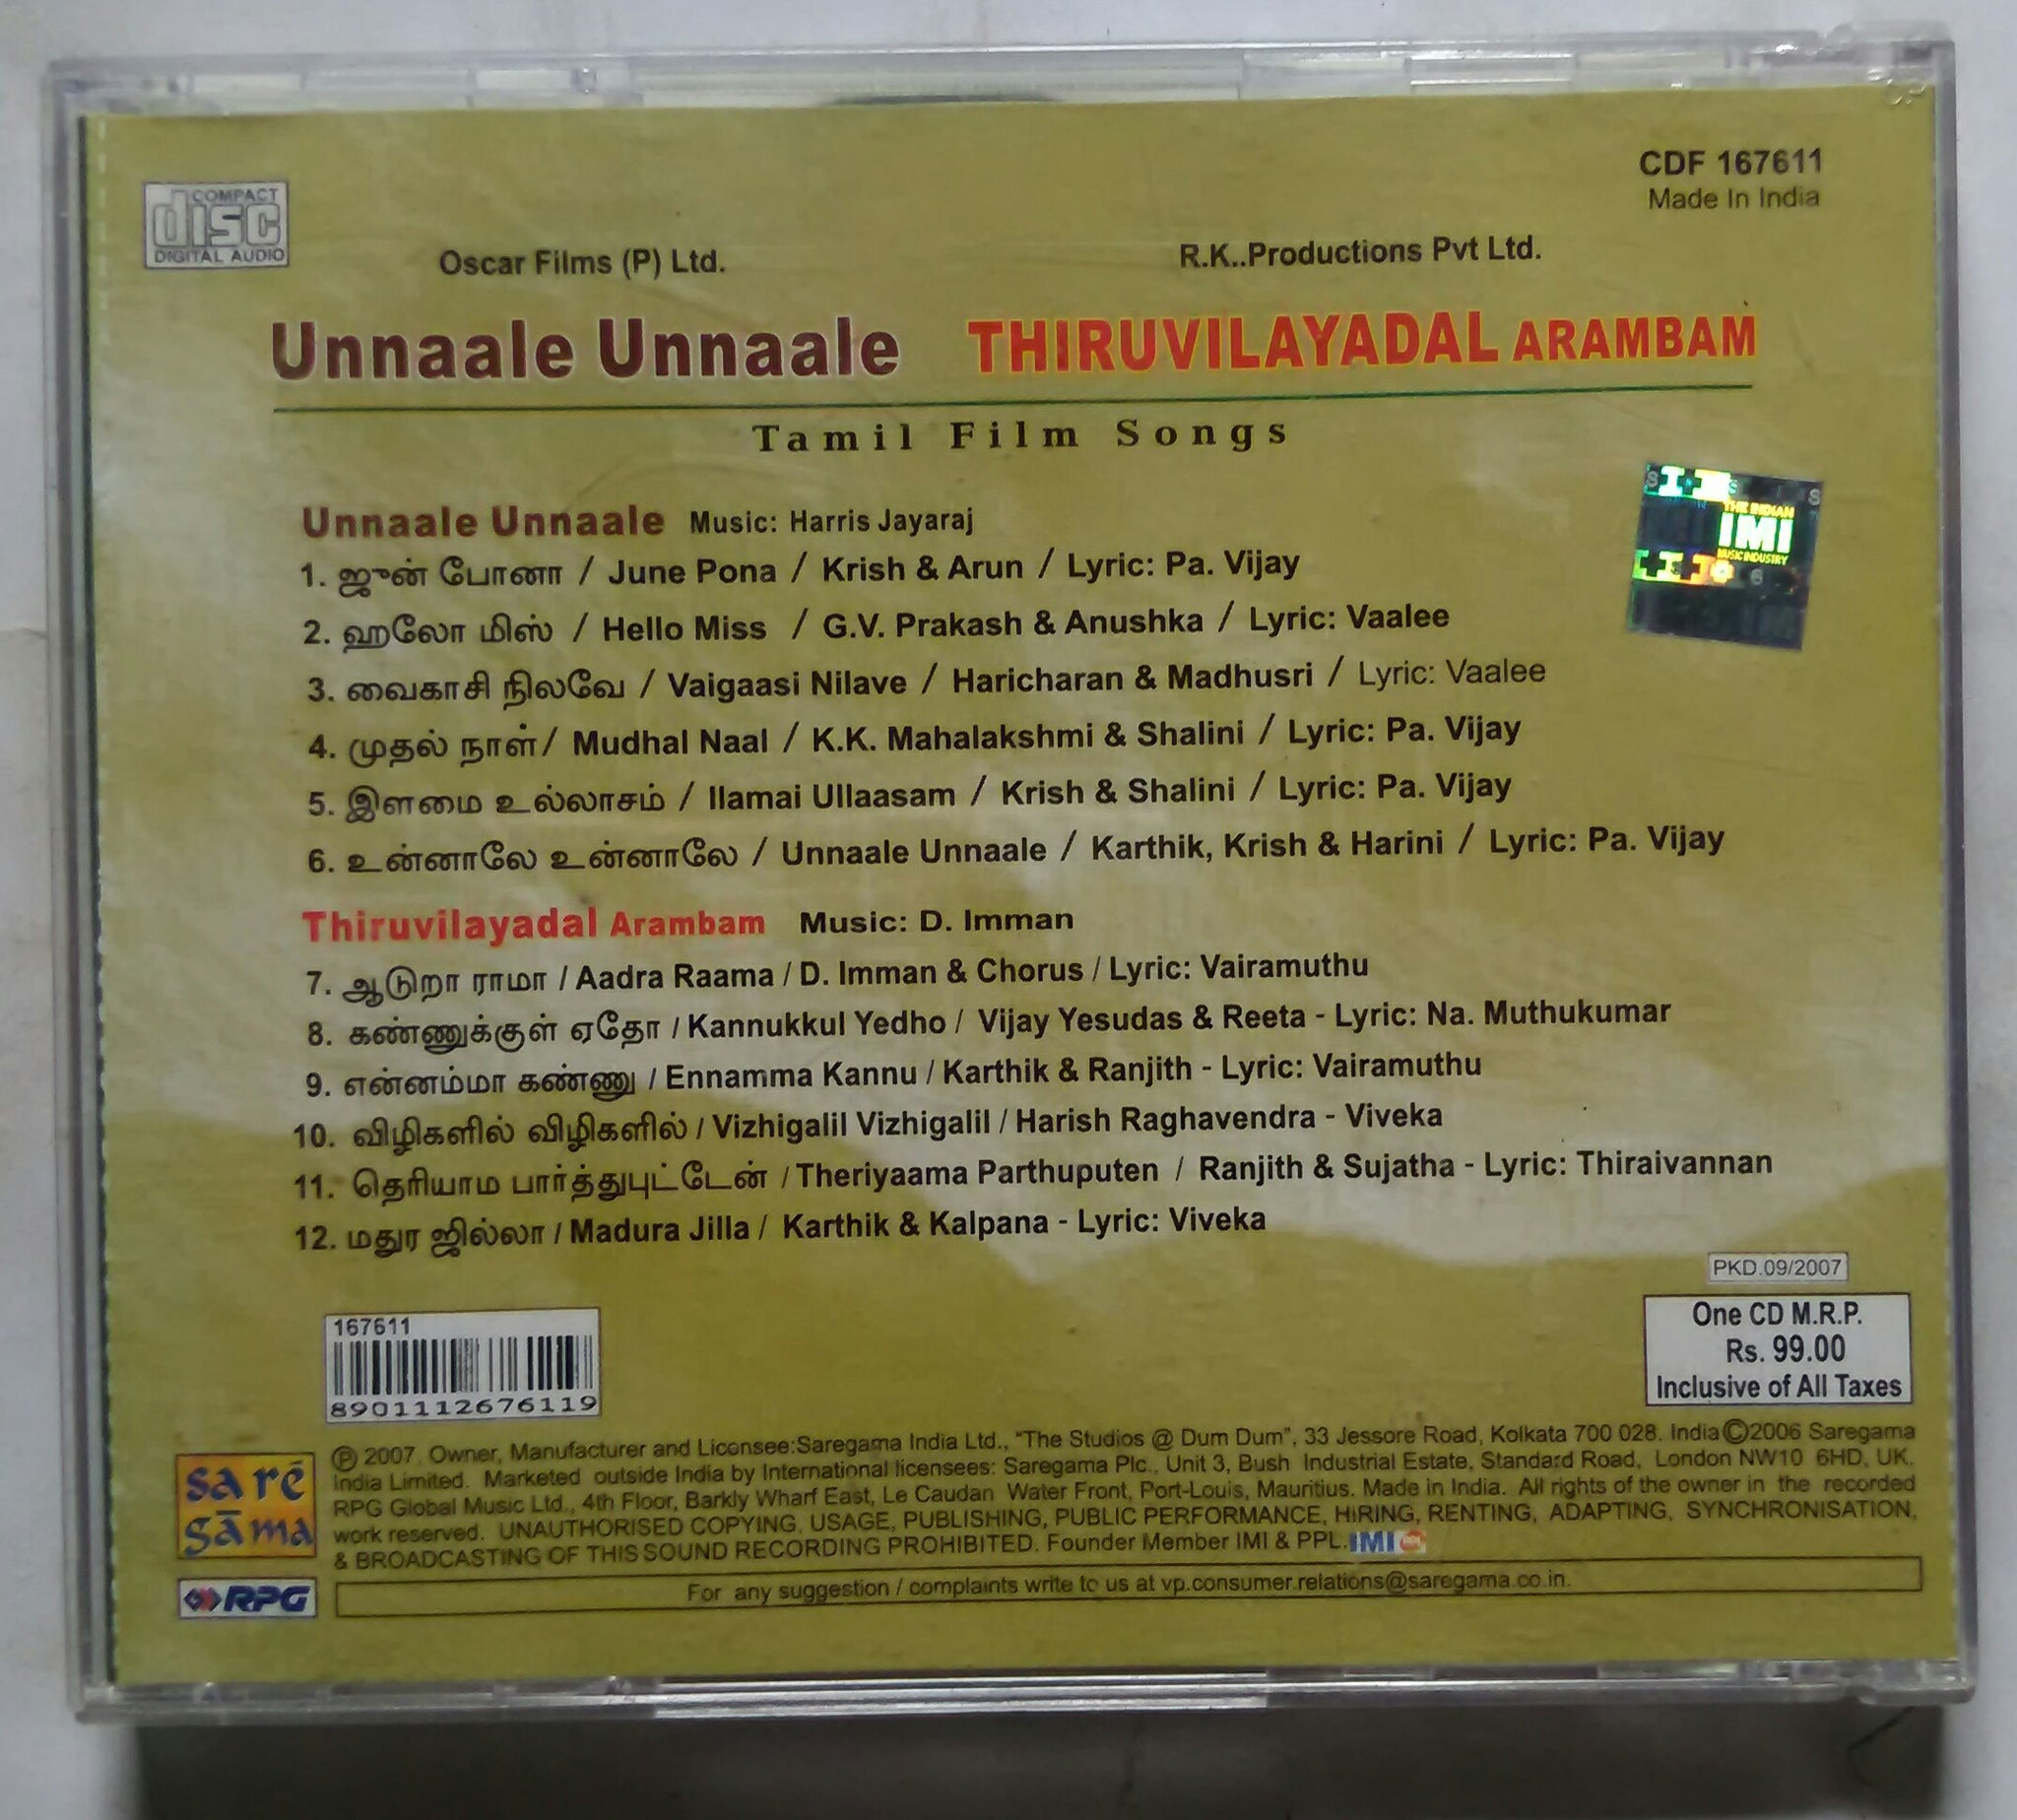 COMPACT
disc
DIGITAL AUDIO
CDF 167611
Made In India
Oscar Films (P) Ltd.
R.K..Productions Pvt Ltd.
Unnaale Unnaale
THIRUVILAYADAL ARAMBAM
Tamil Film Songs
THE INDIAN
IMI
MUSIC INDUSTRY
Unnaale Unnaale Music: Harris Jayaraj
1. ஜுன் போனா / June Pona / Krish & Arun / Lyric: Pa. Vijay
2. ஹலோ மிஸ் / Hello Miss / G.V. Prakash & Anushka / Lyric: Vaalee
3. வைகாசி நிலவே / Vaigaasi Nilave / Haricharan & Madhusri / Lyric: Vaalee
4. முதல் நாள்/ Mudhal Naal / K.K. Mahalakshmi & Shalini / Lyric: Pa. Vijay
5. இளமை உல்லாசம் / Ilamai Ullaasam / Krish & Shalini / Lyric: Pa. Vijay
6. உன்னாலே உன்னாலே / Unnaale Unnaale / Karthik, Krish & Harini / Lyric: Pa. Vijay
Thiruvilayadal Arambam Music: D. Imman
7. ஆடுறா ராமா / Aadra Raama / D. Imman & Chorus / Lyric: Vairamuthu
8. கண்ணுக்குள் ஏதோ / Kannukkul Yedho / Vijay Yesudas & Reeta - Lyric: Na. Muthukumar
9. என்னம்மா கண்ணு / Ennamma Kannu / Karthik & Ranjith - Lyric: Vairamuthu
10. விழிகளில் விழிகளில் / Vizhigalil Vizhigalil / Harish Raghavendra - Viveka
11. தெரியாம பார்த்துபுட்டேன் / Theriyaama Parthuputen / Ranjith & Sujatha - Lyric: Thiraivannan
12. மதுர ஜில்லா / Madura Jilla / Karthik & Kalpana - Lyric: Viveka
PKD.09/2007
One CD M.R.P.
Rs. 99.00
Inclusive of All Taxes
167611
8901112676119
saregama
RPG
℗ 2007, Owner, Manufacturer and Licensee:Saregama India Ltd., "The Studios @ Dum Dum", 33 Jessore Road, Kolkata 700 028. India©2006 Saregama
India Limited. Marketed outside India by International licensees: Saregama Plc., Unit 3, Bush Industrial Estate, Standard Road, London NW10 6HD, UK.
RPG Global Music Ltd., 4th Floor, Barkly Wharf East, Le Caudan Water Front, Port-Louis, Mauritius. Made in India. All rights of the owner in the recorded
work reserved. UNAUTHORISED COPYING, USAGE, PUBLISHING, PUBLIC PERFORMANCE, HIRING, RENTING, ADAPTING, SYNCHRONISATION,
& BROADCASTING OF THIS SOUND RECORDING PROHIBITED. Founder Member IMI & PPL. IMI
For any suggestion / complaints write to us at vp.consumer.relations@saregama.co.in.